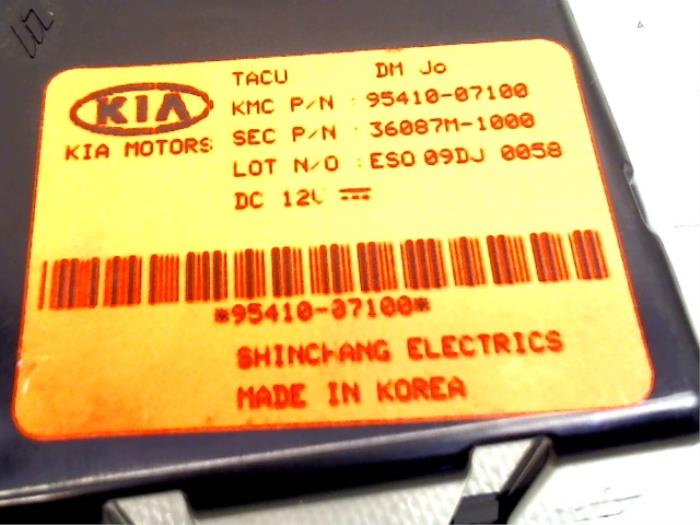 KIA
KIA MOTORS
TACU DM Jo
KMC P/N : 95410-07100
SEC P/N : 36087M-1000
LOT N/O : ESO 09DJ 0058
DC 12V
*95410-07100*
SHINCHANG ELECTRICS
MADE IN KOREA